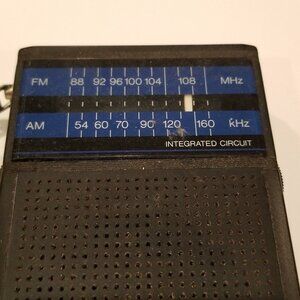 FM 88 92 96 100 104 108 MHz
AM 54 60 70 90 120 160 kHz
INTEGRATED CIRCUIT